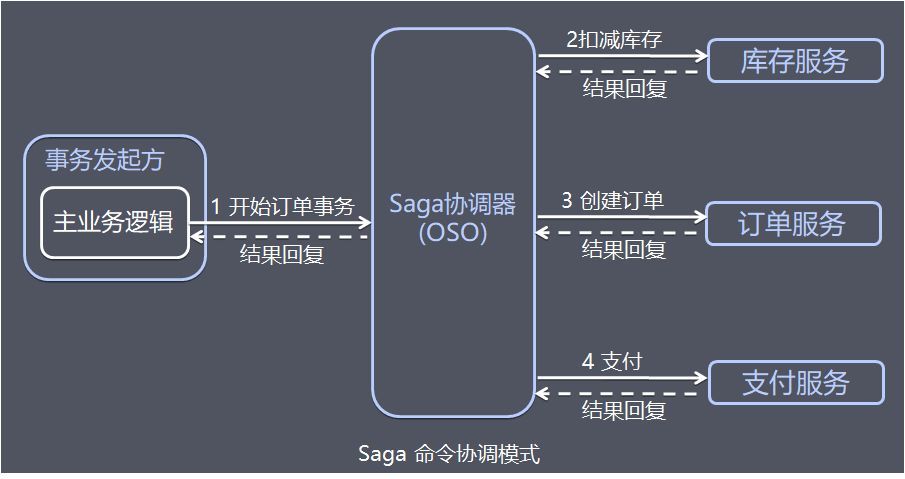 2扣减库存
库存服务
结果回复
事务发起方
主业务逻辑
1 开始订单事务
结果回复
Saga协调器
(OSO)
3 创建订单
订单服务
结果回复
4 支付
支付服务
结果回复
Saga 命令协调模式